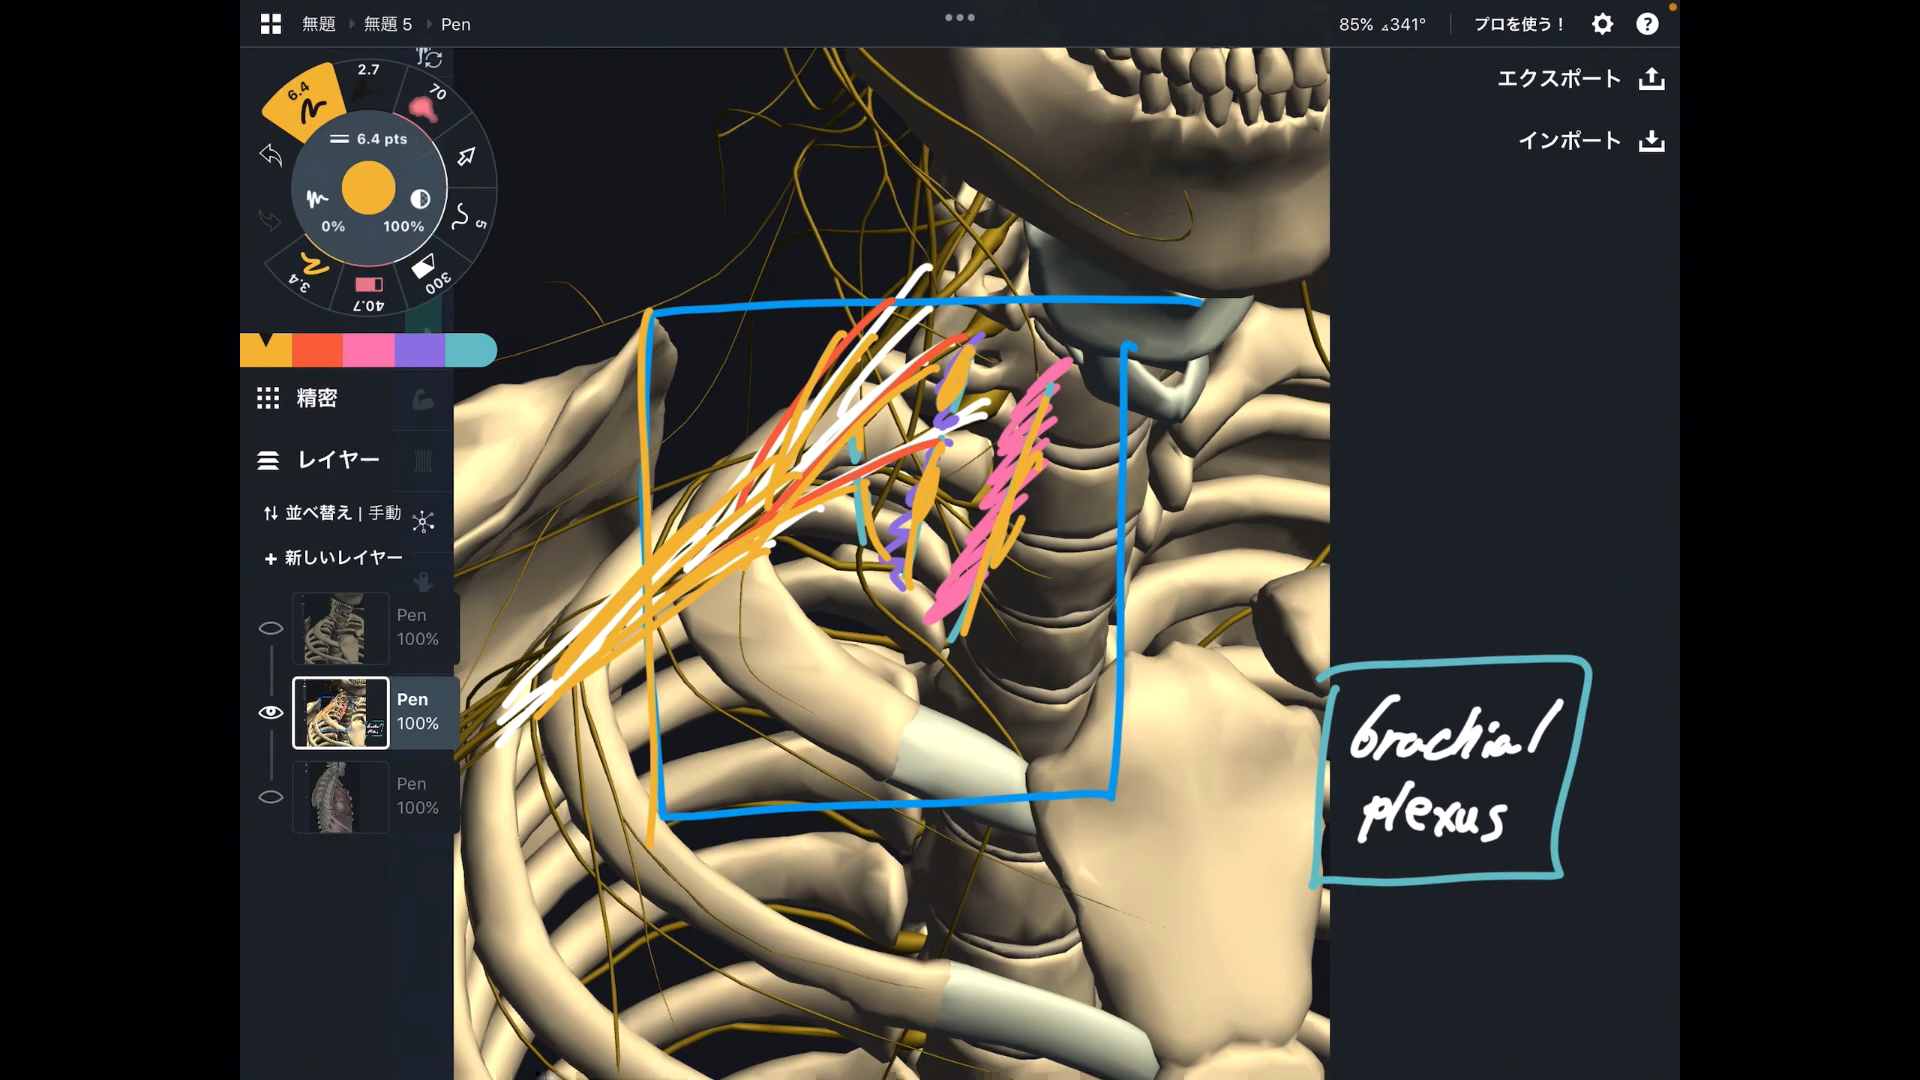 無題 無題 5 Pen
85% ⊿341°
プロを使う！
エクスポート
インポート
2.7
6.4
70
6.4 pts
5
0% 100%
300
3.4
40.7
精密
レイヤー
並べ替え | 手動
+ 新しいレイヤー
Pen
100%
Pen
100%
Pen
100%
brachial
plexus